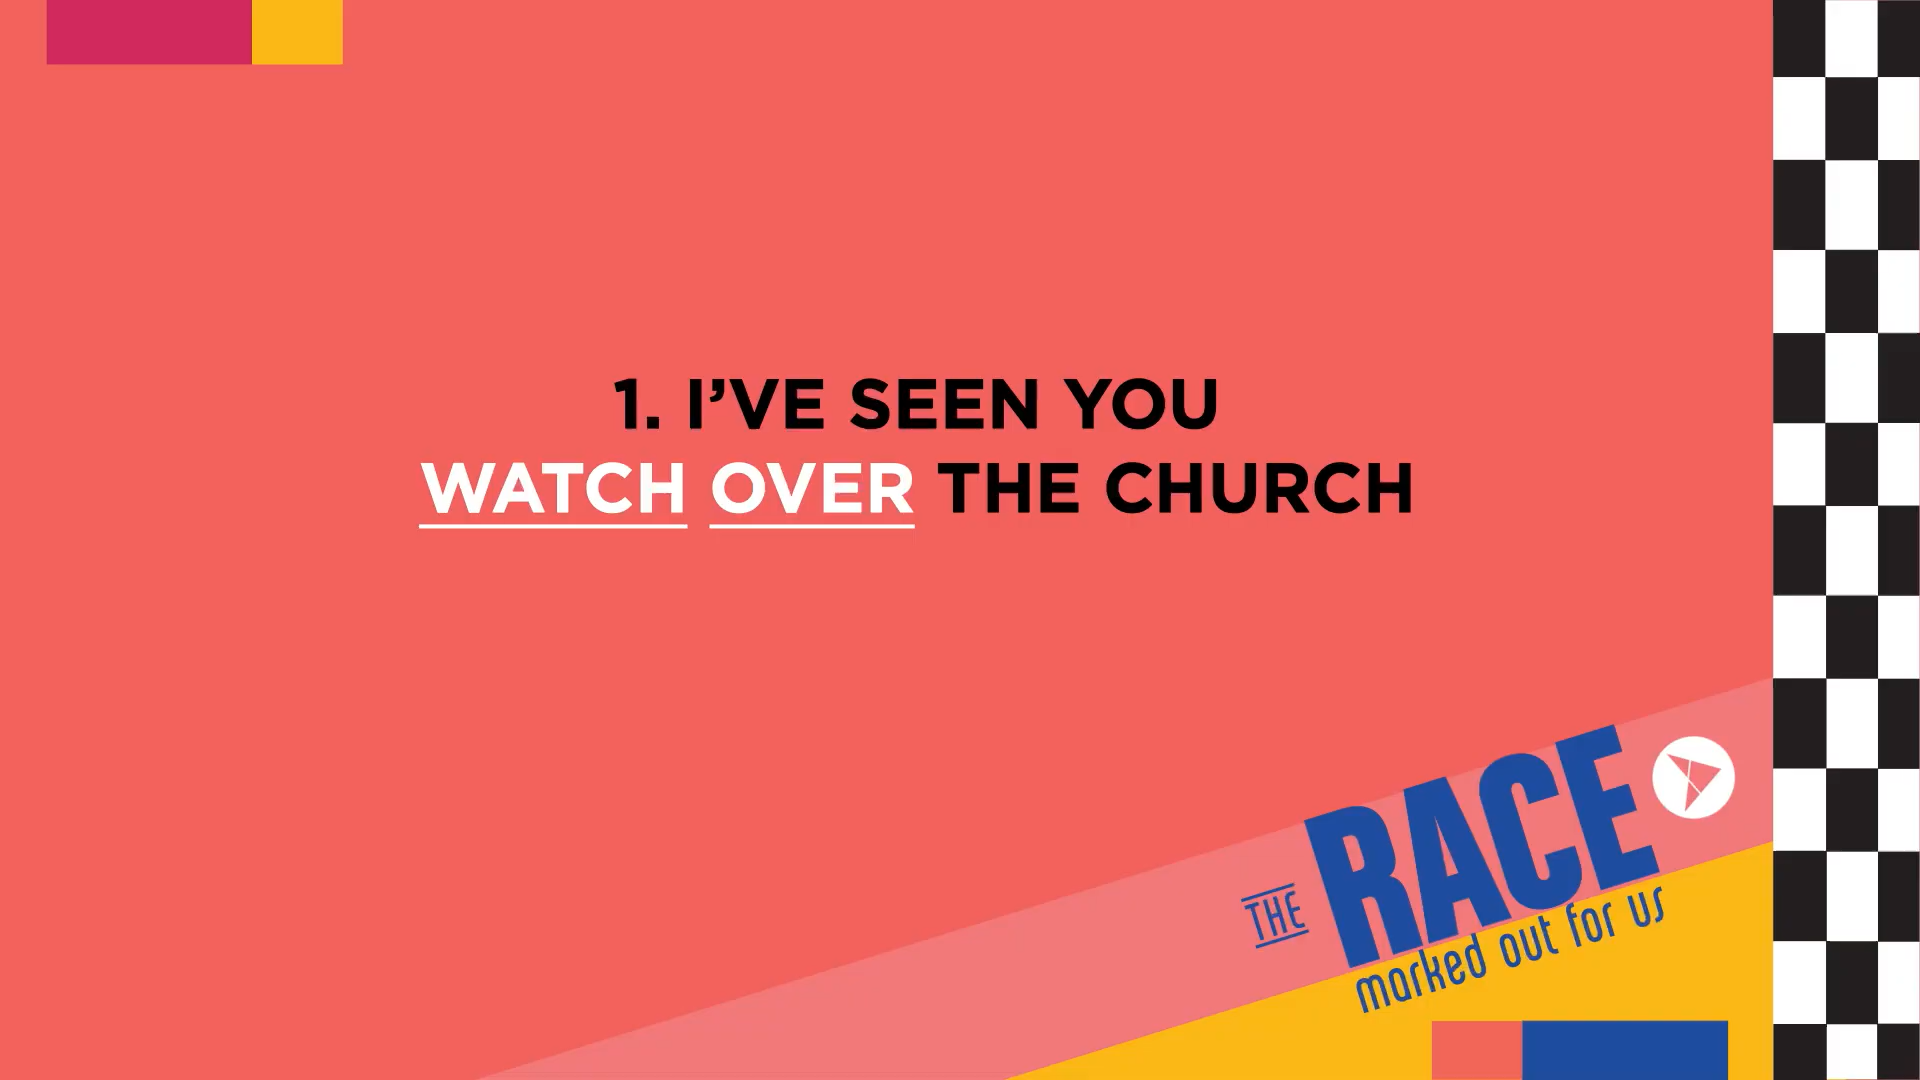 1. I’VE SEEN YOU
WATCH OVER THE CHURCH
THE
RACE
marked out for us